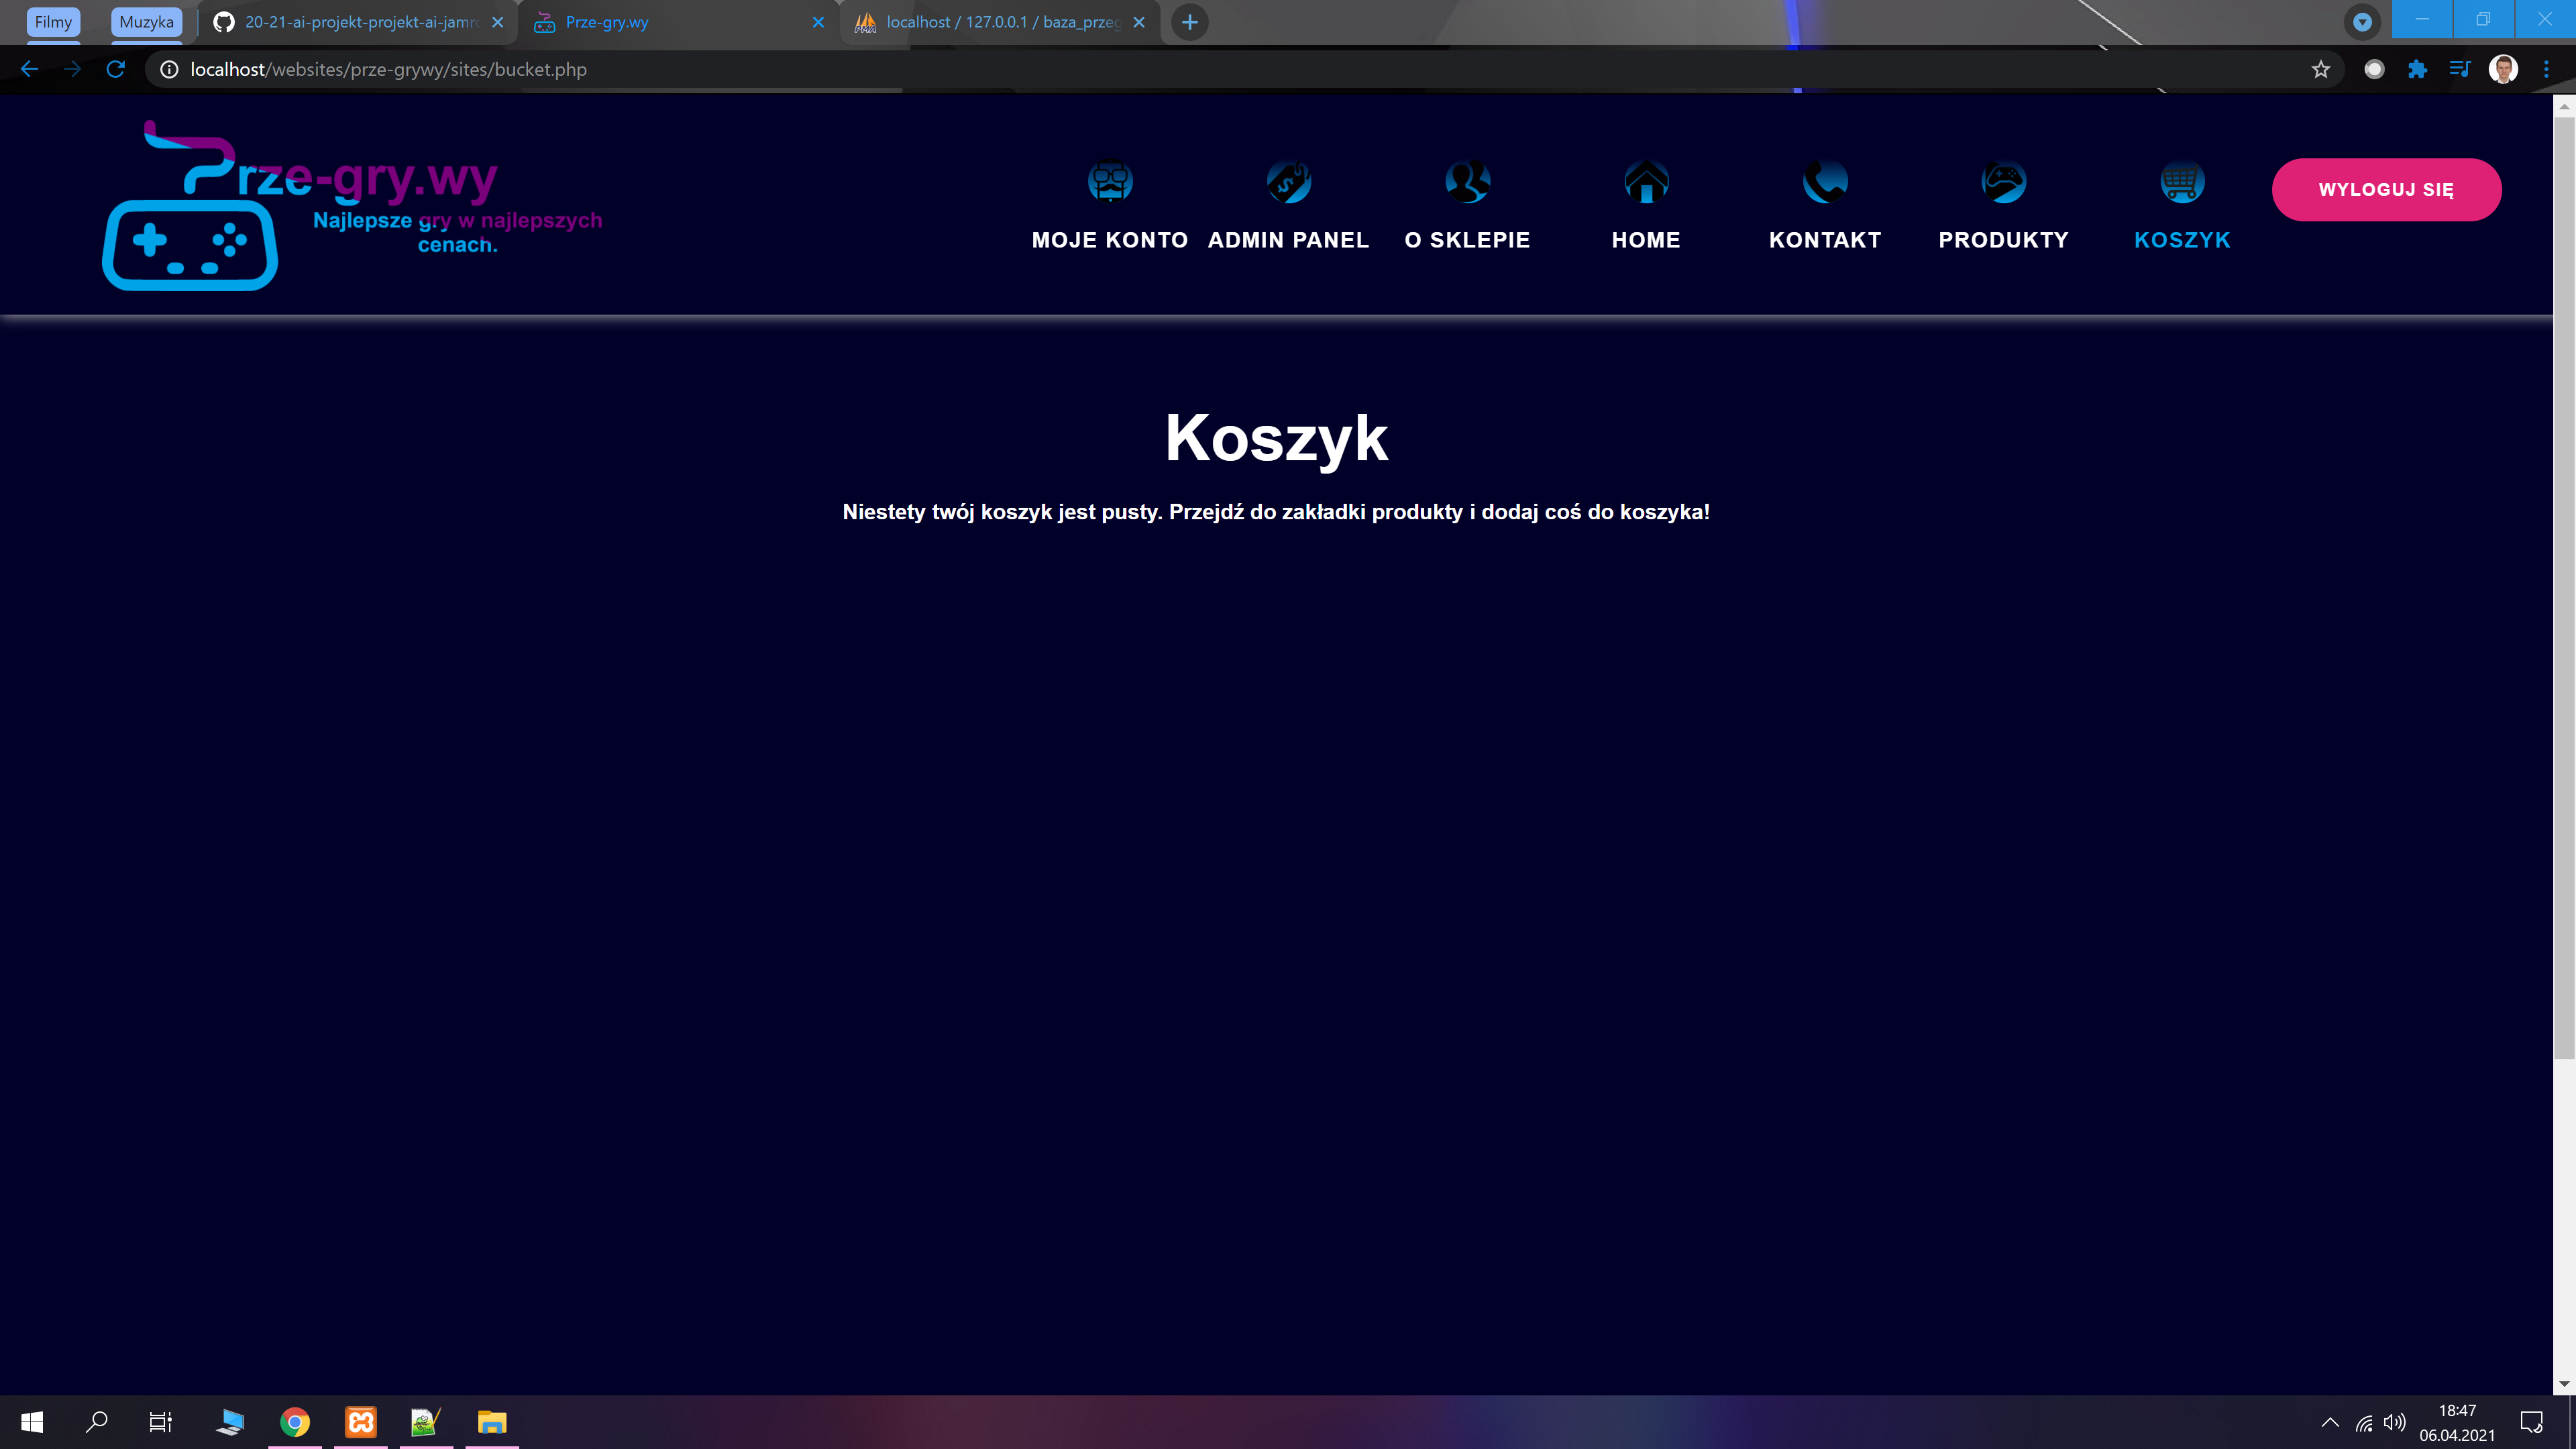 Filmy
Muzyka
20-21-ai-projekt-projekt-ai-jamro
Prze-gry.wy
localhost / 127.0.0.1 / baza_przeg
localhost/websites/prze-grywy/sites/bucket.php
Prze-gry.wy
Najlepsze gry w najlepszych
cenach.
MOJE KONTO
ADMIN PANEL
O SKLEPIE
HOME
KONTAKT
PRODUKTY
KOSZYK
WYLOGUJ SIĘ
Koszyk
Niestety twój koszyk jest pusty. Przejdź do zakładki produkty i dodaj coś do koszyka!
18:47
06.04.2021